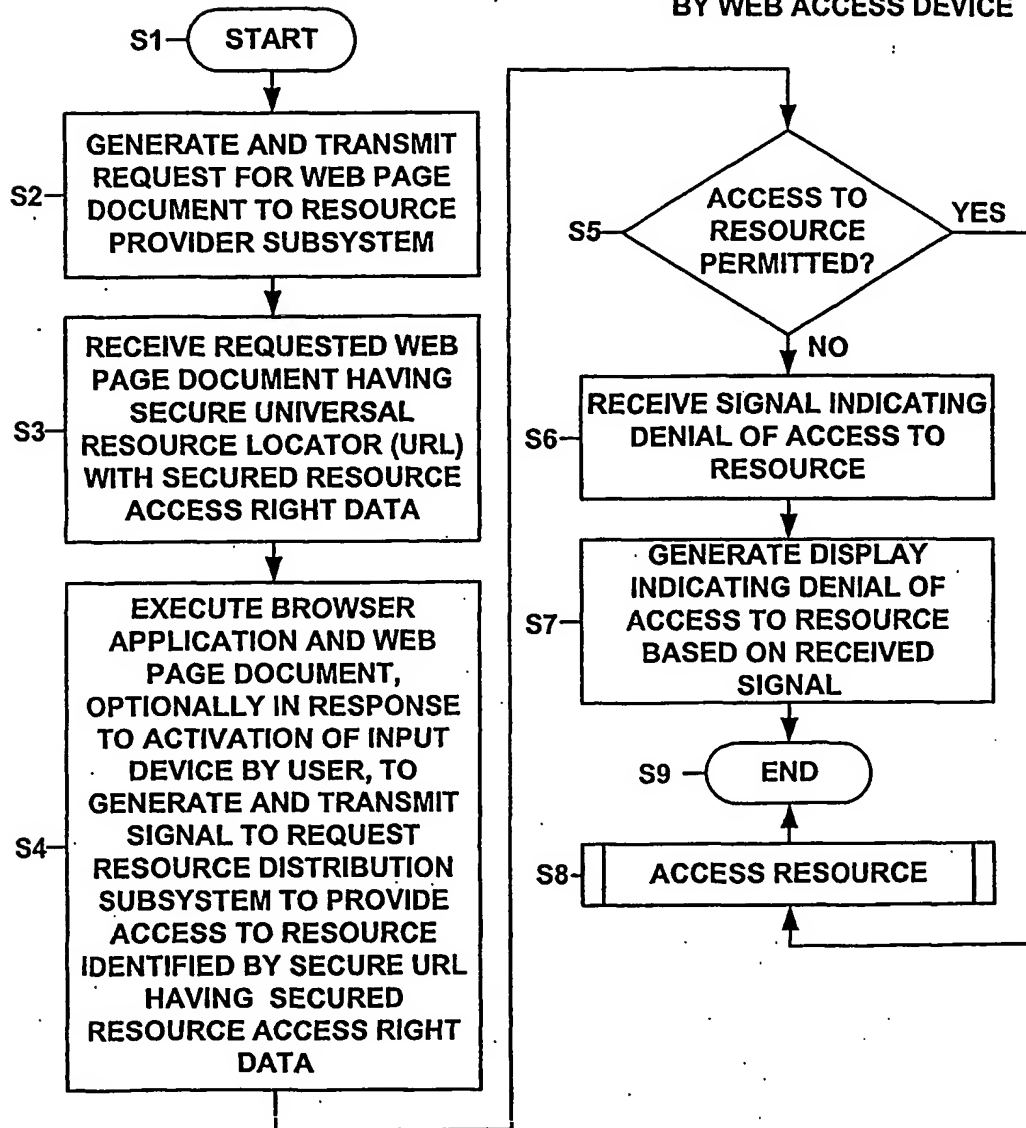 BY WEB ACCESS DEVICE
S1
START
S2
GENERATE AND TRANSMIT
REQUEST FOR WEB PAGE
DOCUMENT TO RESOURCE
PROVIDER SUBSYSTEM
S3
RECEIVE REQUESTED WEB
PAGE DOCUMENT HAVING
SECURE UNIVERSAL
RESOURCE LOCATOR (URL)
WITH SECURED RESOURCE
ACCESS RIGHT DATA
S4
EXECUTE BROWSER
APPLICATION AND WEB
PAGE DOCUMENT,
OPTIONALLY IN RESPONSE
TO ACTIVATION OF INPUT
DEVICE BY USER, TO
GENERATE AND TRANSMIT
SIGNAL TO REQUEST
RESOURCE DISTRIBUTION
SUBSYSTEM TO PROVIDE
ACCESS TO RESOURCE
IDENTIFIED BY SECURE URL
HAVING SECURED
RESOURCE ACCESS RIGHT
DATA
S5
ACCESS TO
RESOURCE
PERMITTED?
YES
NO
S6
RECEIVE SIGNAL INDICATING
DENIAL OF ACCESS TO
RESOURCE
S7
GENERATE DISPLAY
INDICATING DENIAL OF
ACCESS TO RESOURCE
BASED ON RECEIVED
SIGNAL
S9
END
S8
ACCESS RESOURCE